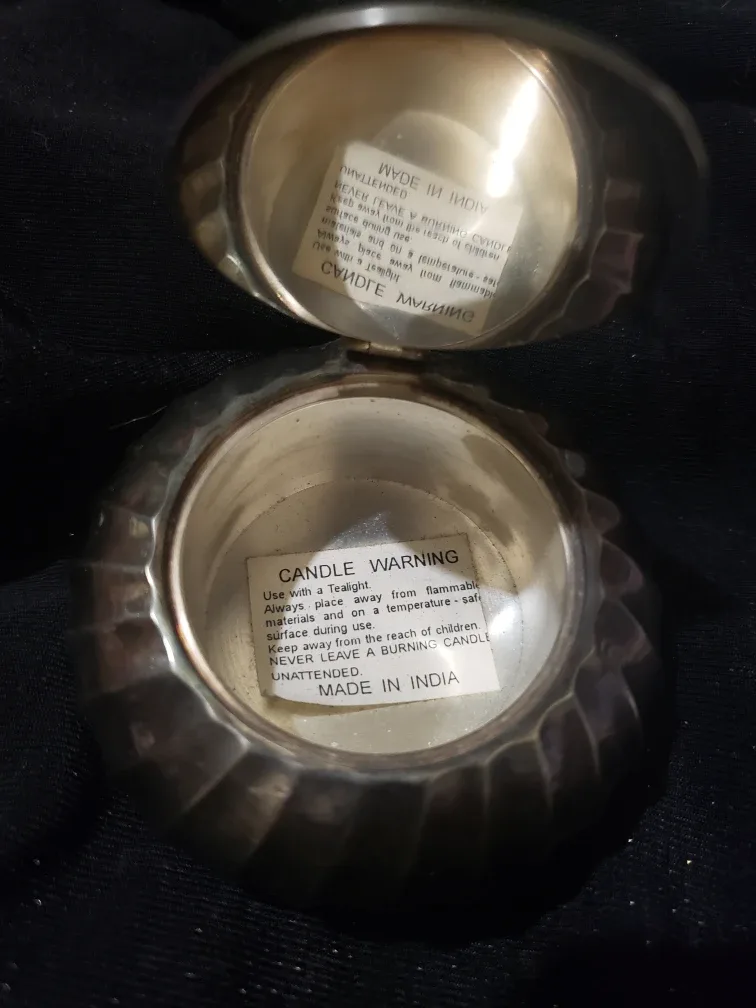 CANDLE WARNING
Use with a Tealight.
Always place away from flammable
materials and on a temperature - safe
surface during use.
Keep away from the reach of children.
NEVER LEAVE A BURNING CANDLE
UNATTENDED.
MADE IN INDIA